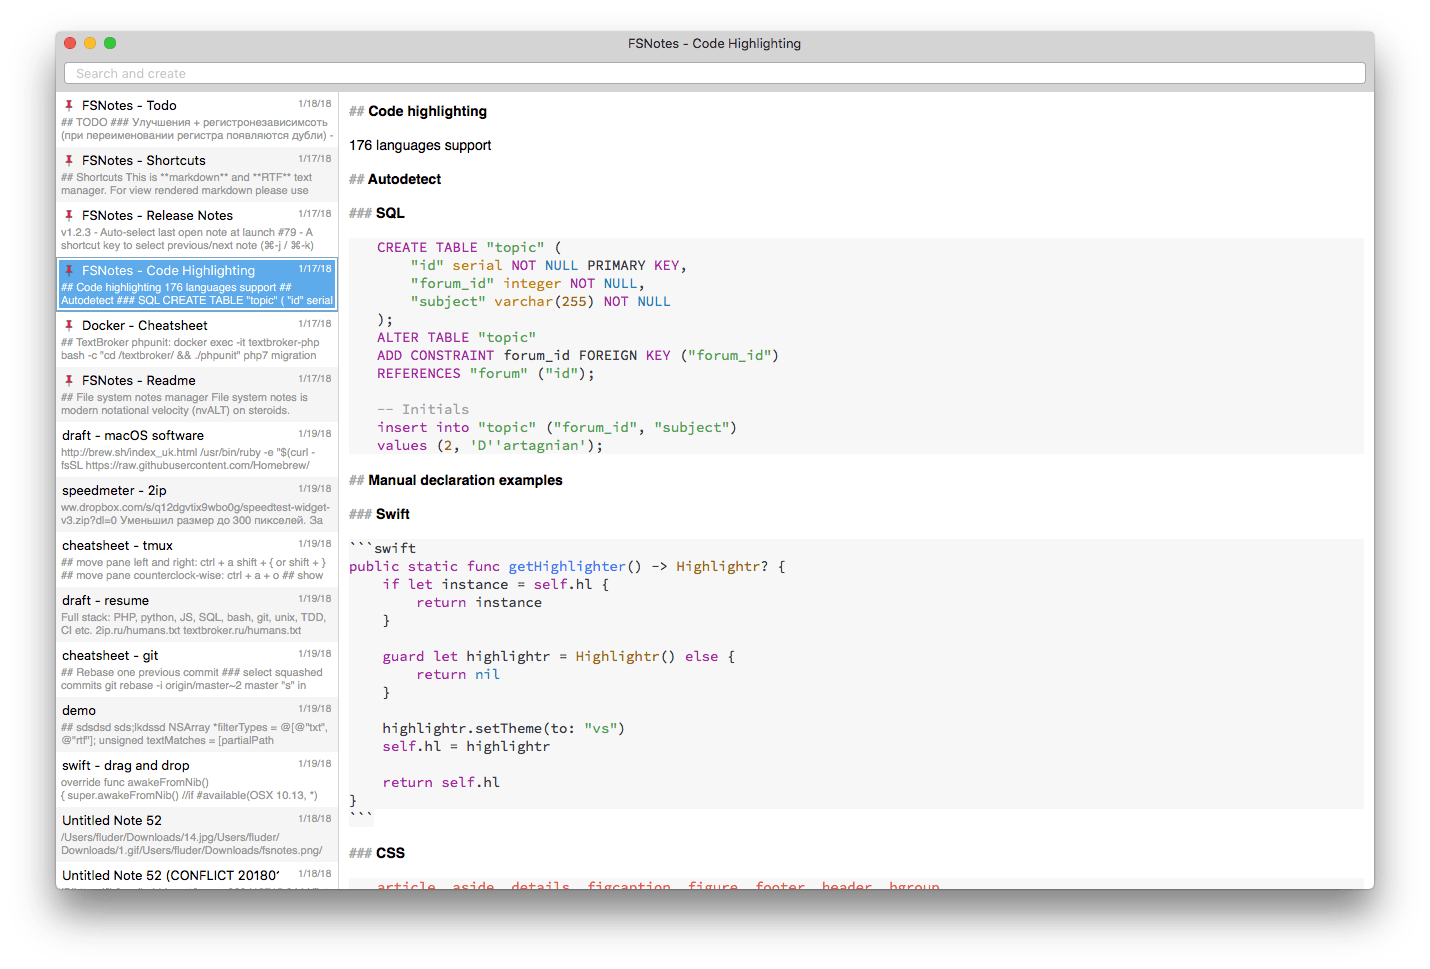 FSNotes - Code Highlighting
Search and create
FSNotes - Todo 1/18/18
## TODO ### Улучшения + регистронезависимсоть
(при переименовании регистра появляются дубли) -
FSNotes - Shortcuts 1/17/18
## Shortcuts This is **markdown** and **RTF** text
manager. For view rendered markdown please use
FSNotes - Release Notes 1/17/18
v1.2.3 - Auto-select last open note at launch #79 - A
shortcut key to select previous/next note (⌘-j / ⌘-k)
FSNotes - Code Highlighting 1/17/18
## Code highlighting 176 languages support ##
Autodetect ### SQL CREATE TABLE "topic" ( "id" serial
Docker - Cheatsheet 1/17/18
## TextBroker phpunit: docker exec -it textbroker-php
bash -c "cd /textbroker/ && ./phpunit" php7 migration
FSNotes - Readme 1/17/18
## File system notes manager File system notes is
modern notational velocity (nvALT) on steroids.
draft - macOS software 1/19/18
http://brew.sh/index_uk.html /usr/bin/ruby -e "$(curl -
fsSL https://raw.githubusercontent.com/Homebrew/
speedmeter - 2ip 1/19/18
ww.dropbox.com/s/q12dgvtix9wbo0g/speedtest-widget-
v3.zip?dl=0 Уменьшил размер до 300 пикселей. За
cheatsheet - tmux 1/19/18
## move pane left and right: ctrl + a shift + { or shift + }
## move pane counterclock-wise: ctrl + a + o ## show
draft - resume 1/19/18
Full stack: PHP, python, JS, SQL, bash, git, unix, TDD,
CI etc. 2ip.ru/humans.txt textbroker.ru/humans.txt
cheatsheet - git 1/19/18
## Rebase one previous commit ### select squashed
commits git rebase -i origin/master~2 master "s" in
demo 1/19/18
## sdsdsd sds;lkdssd NSArray *filterTypes = @[@"txt",
@"rtf"]; unsigned textMatches = [partialPath
swift - drag and drop 1/19/18
override func awakeFromNib()
{ super.awakeFromNib() //if #available(OSX 10.13, *)
Untitled Note 52 1/18/18
/Users/fluder/Downloads/14.jpg/Users/fluder/
Downloads/1.gif/Users/fluder/Downloads/fsnotes.png/
Untitled Note 52 (CONFLICT 20180 1/18/18
## Code highlighting
176 languages support
## Autodetect
### SQL
CREATE TABLE "topic" (
"id" serial NOT NULL PRIMARY KEY,
"forum_id" integer NOT NULL,
"subject" varchar(255) NOT NULL
);
ALTER TABLE "topic"
ADD CONSTRAINT forum_id FOREIGN KEY ("forum_id")
REFERENCES "forum" ("id");
-- Initials
insert into "topic" ("forum_id", "subject")
values (2, 'D''artagnian');
## Manual declaration examples
### Swift
```swift
public static func getHighlighter() -> Highlightr? {
if let instance = self.hl {
return instance
}
guard let highlightr = Highlightr() else {
return nil
}
highlightr.setTheme(to: "vs")
self.hl = highlightr
return self.hl
}
```
### CSS
article, aside, details, figcaption, figure, footer, header, hgroup